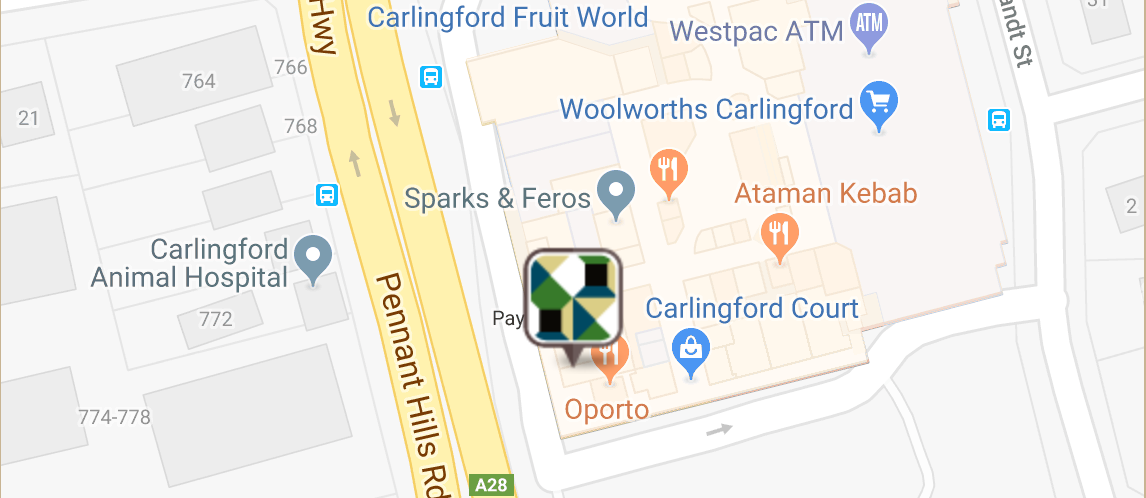 Hwy
Carlingford Fruit World
Westpac ATM
ATM
andt St
764
766
21
768
Woolworths Carlingford
Sparks & Feros
Ataman Kebab
2
Carlingford
Animal Hospital
772
Pay
Carlingford Court
Pennant Hills Rd
774-778
Oporto
A28